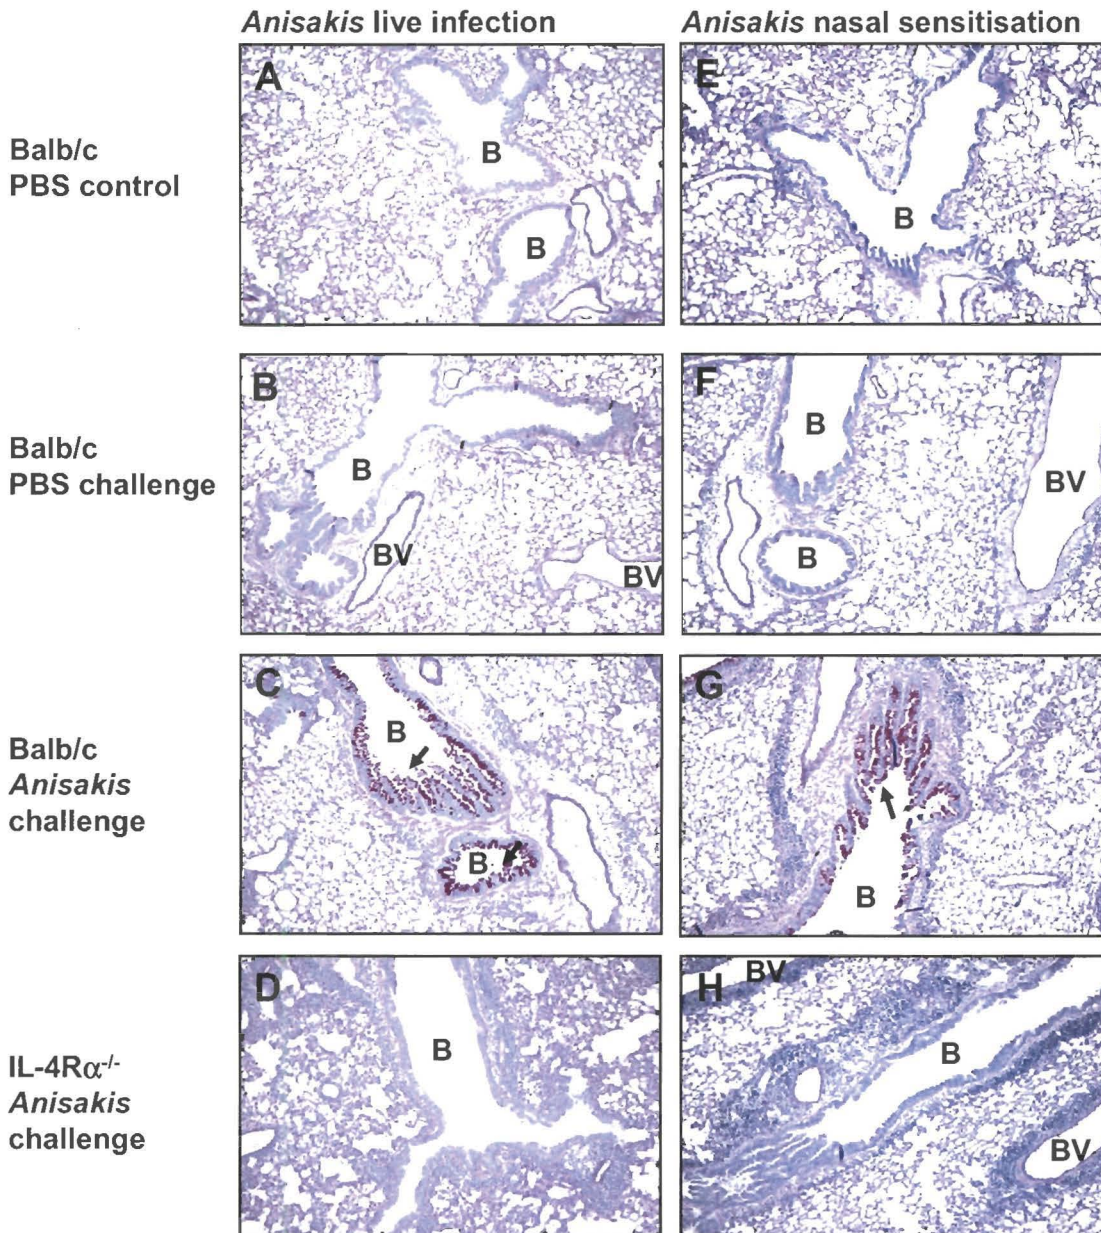 Anisakis live infection
Anisakis nasal sensitisation
Balb/c
PBS control
A
B
B
E
B
Balb/c
PBS challenge
B
B
BV
BV
F
B
B
BV
Balb/c
Anisakis
challenge
C
B
B
G
B
IL-4Rα-/-
Anisakis
challenge
D
B
BV
H
B
BV